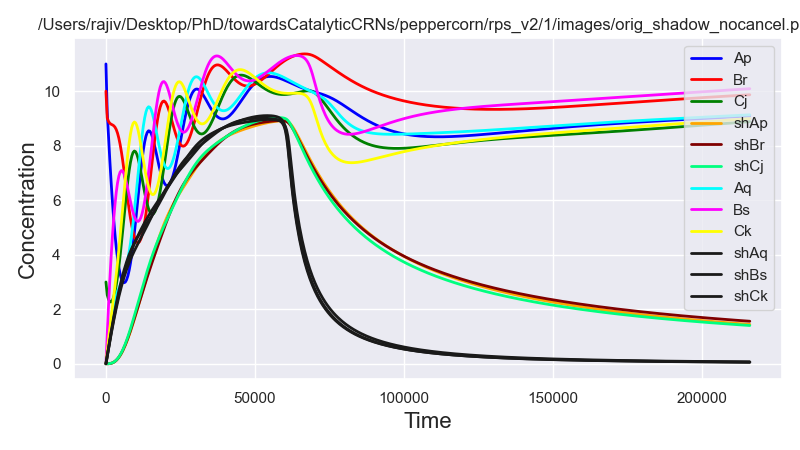 /Users/rajiv/Desktop/PhD/towardsCatalyticCRNs/peppercorn/rps_v2/1/images/orig_shadow_nocancel.p
Concentration
10
8
6
4
2
0
Ap
Br
Cj
shAp
shBr
shCj
Aq
Bs
Ck
shAq
shBs
shCk
0 50000 100000 150000 200000
Time